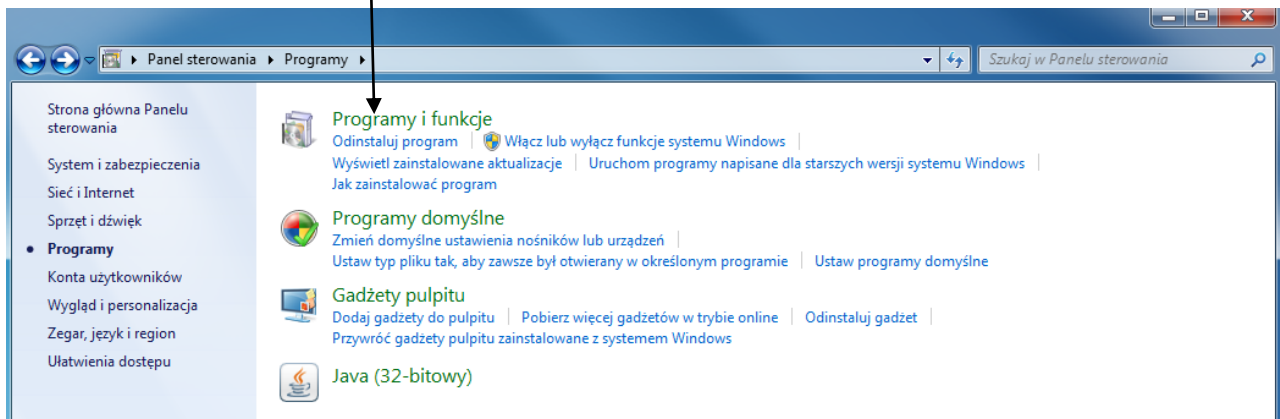 Panel sterowania Programy
Szukaj w Panelu sterowania
Strona główna Panelu
sterowania
System i zabezpieczenia
Sieć i Internet
Sprzęt i dźwięk
Programy
Konta użytkowników
Wygląd i personalizacja
Zegar, język i region
Ułatwienia dostępu
Programy i funkcje
Odinstaluj program Włącz lub wyłącz funkcje systemu Windows
Wyświetl zainstalowane aktualizacje Uruchom programy napisane dla starszych wersji systemu Windows
Jak zainstalować program
Programy domyślne
Zmień domyślne ustawienia nośników lub urządzeń
Ustaw typ pliku tak, aby zawsze był otwierany w określonym programie Ustaw programy domyślne
Gadżety pulpitu
Dodaj gadżety do pulpitu Pobierz więcej gadżetów w trybie online Odinstaluj gadżet
Przywróć gadżety pulpitu zainstalowane z systemem Windows
Java (32-bitowy)